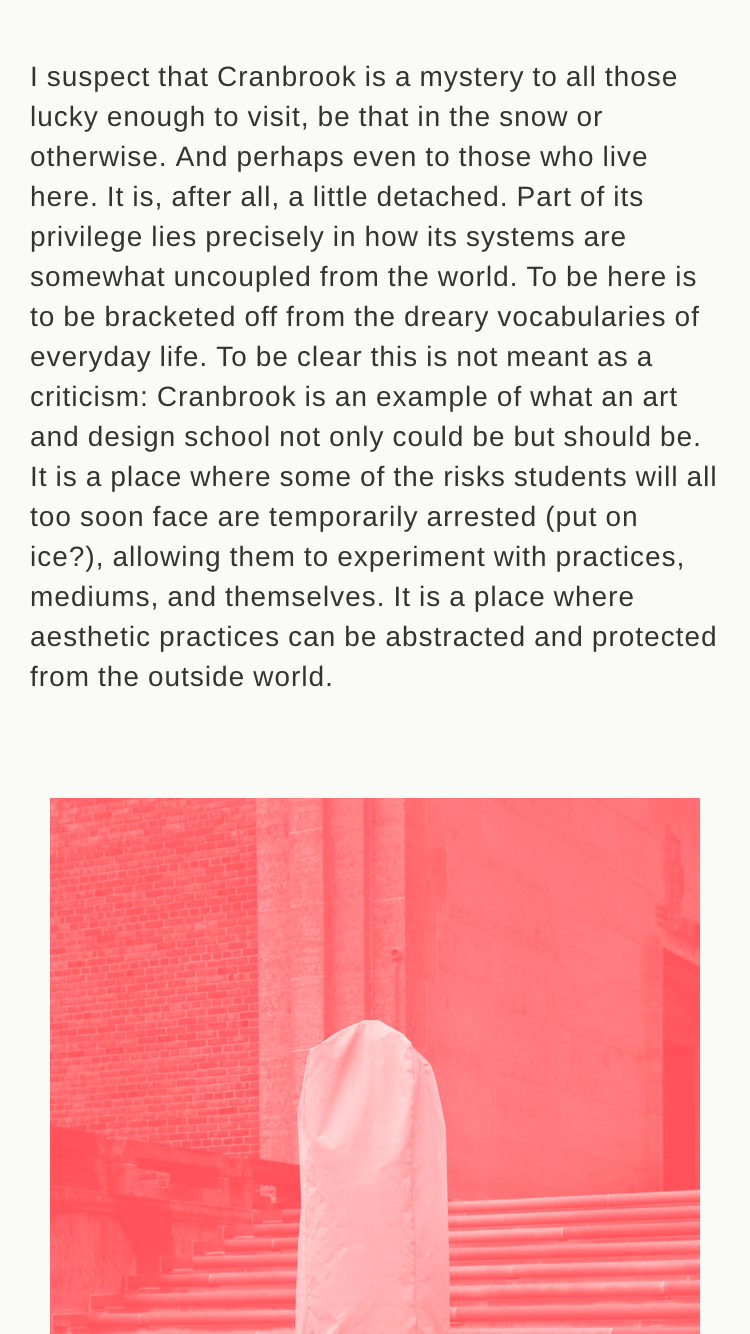 I suspect that Cranbrook is a mystery to all those
lucky enough to visit, be that in the snow or
otherwise. And perhaps even to those who live
here. It is, after all, a little detached. Part of its
privilege lies precisely in how its systems are
somewhat uncoupled from the world. To be here is
to be bracketed off from the dreary vocabularies of
everyday life. To be clear this is not meant as a
criticism: Cranbrook is an example of what an art
and design school not only could be but should be.
It is a place where some of the risks students will all
too soon face are temporarily arrested (put on
ice?), allowing them to experiment with practices,
mediums, and themselves. It is a place where
aesthetic practices can be abstracted and protected
from the outside world.